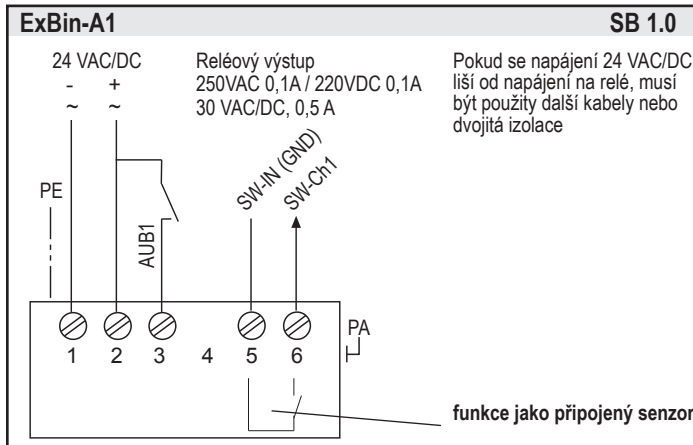 ExBin-A1
SB 1.0
24 VAC/DC
- +
~ ~
Reléový výstup
250VAC 0,1A / 220VDC 0,1A
30 VAC/DC, 0,5 A
Pokud se napájení 24 VAC/DC
liší od napájení na relé, musí
být použity další kabely nebo
dvojitá izolace
PE
AUB1
SW-IN (GND)
SW-Ch1
1 2 3 4 5 6
PA
funkce jako připojený senzor